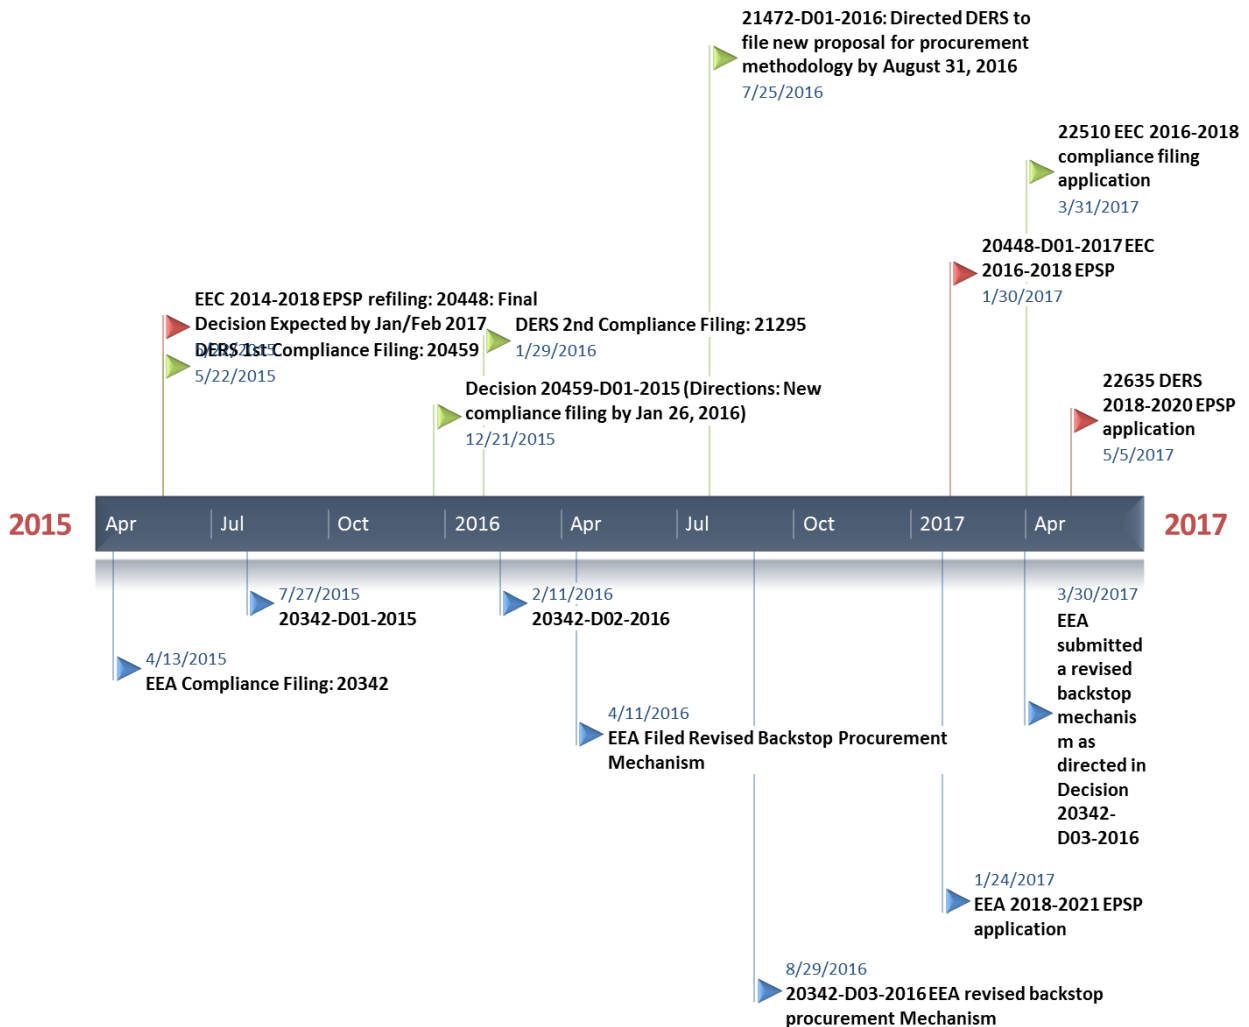 21472-D01-2016: Directed DERS to
file new proposal for procurement
methodology by August 31, 2016
7/25/2016
22510 EEC 2016-2018
compliance filing
application
3/31/2017
20448-D01-2017 EEC
2016-2018 EPSP
1/30/2017
EEC 2014-2018 EPSP refiling: 20448: Final
Decision Expected by Jan/Feb 2017
DERS 1st Compliance Filing: 20459
5/22/2015
DERS 2nd Compliance Filing: 21295
1/29/2016
Decision 20459-D01-2015 (Directions: New
compliance filing by Jan 26, 2016)
12/21/2015
22635 DERS
2018-2020 EPSP
application
5/5/2017
2015 Apr Jul Oct 2016 Apr Jul Oct 2017 Apr 2017
7/27/2015
20342-D01-2015
2/11/2016
20342-D02-2016
3/30/2017
EEA
submitted
a revised
backstop
mechanis
m as
directed in
Decision
20342-
D03-2016
4/13/2015
EEA Compliance Filing: 20342
4/11/2016
EEA Filed Revised Backstop Procurement
Mechanism
1/24/2017
EEA 2018-2021 EPSP
application
8/29/2016
20342-D03-2016 EEA revised backstop
procurement Mechanism